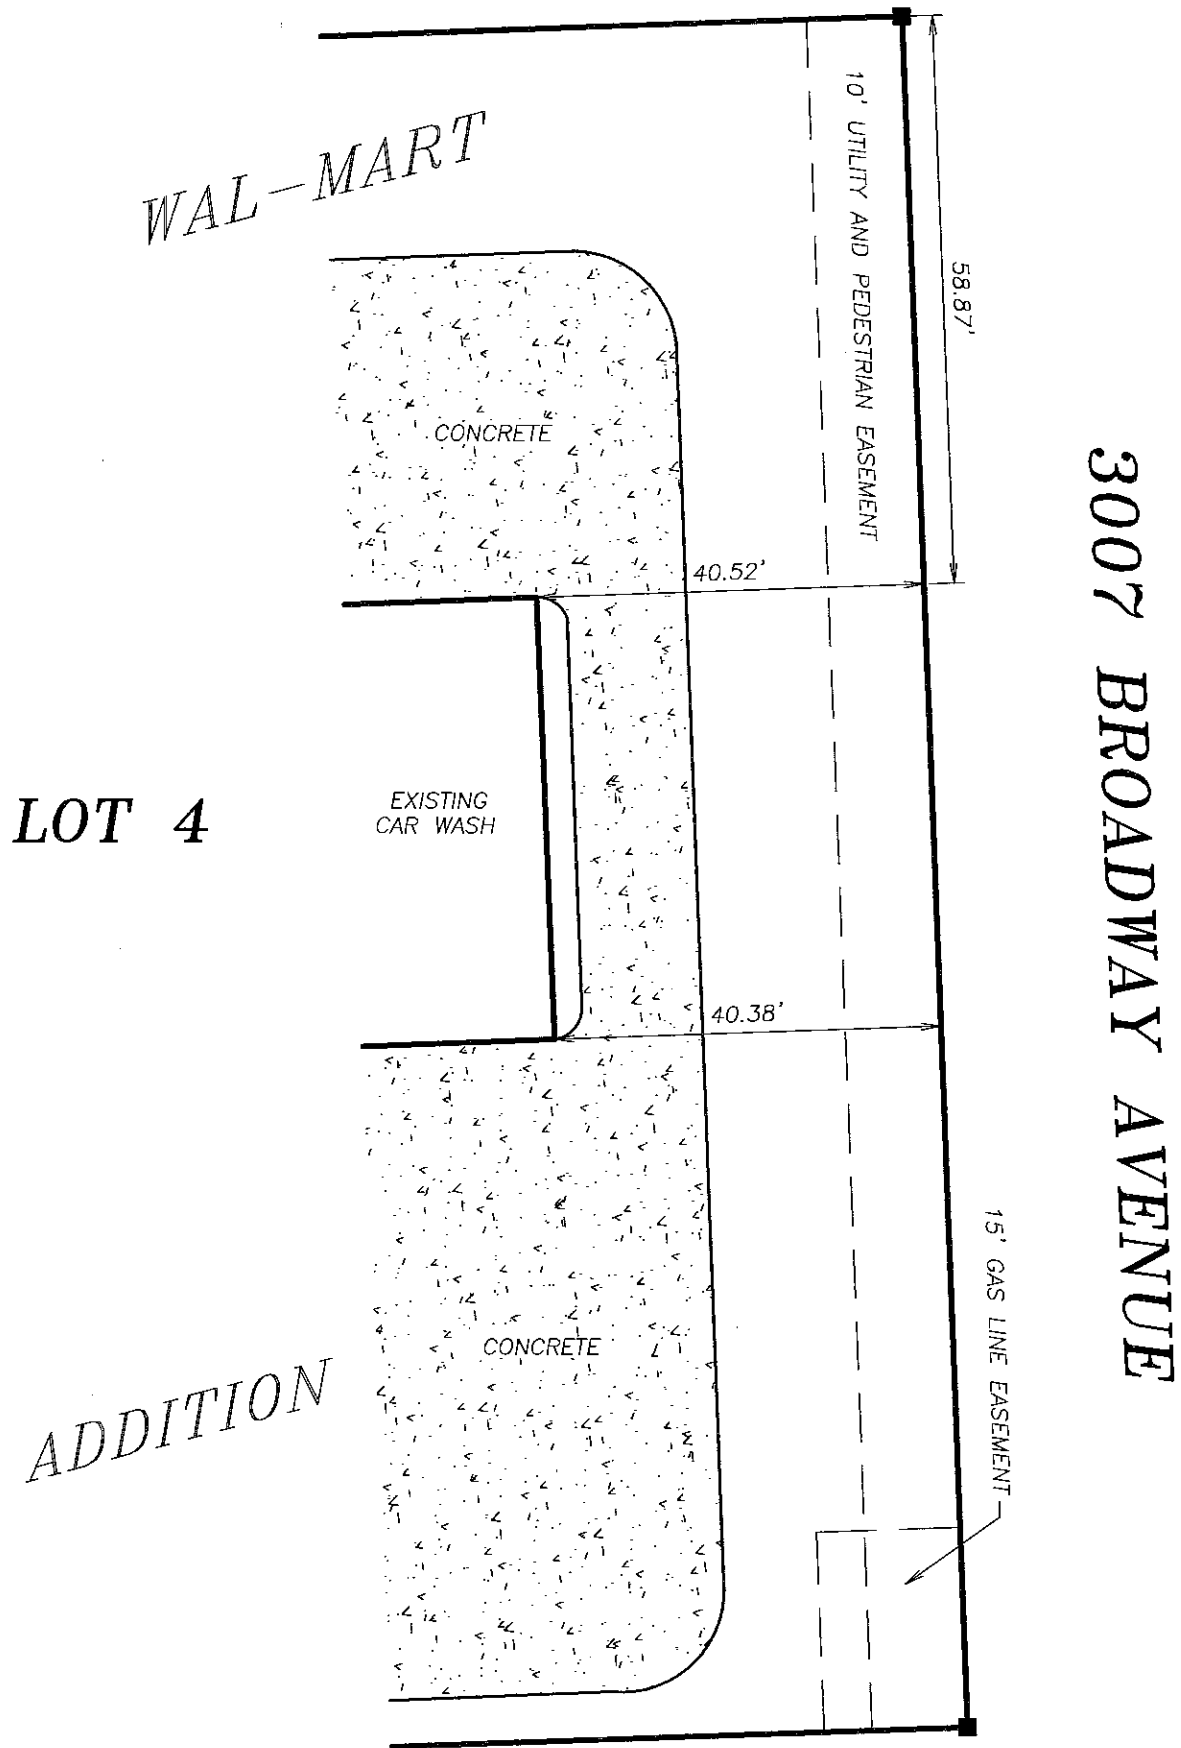 WAL-MART
10' UTILITY AND PEDESTRIAN EASEMENT
58.87'
CONCRETE
40.52'
3007 BROADWAY AVENUE
LOT 4
EXISTING
CAR WASH
40.38'
15' GAS LINE EASEMENT
CONCRETE
ADDITION